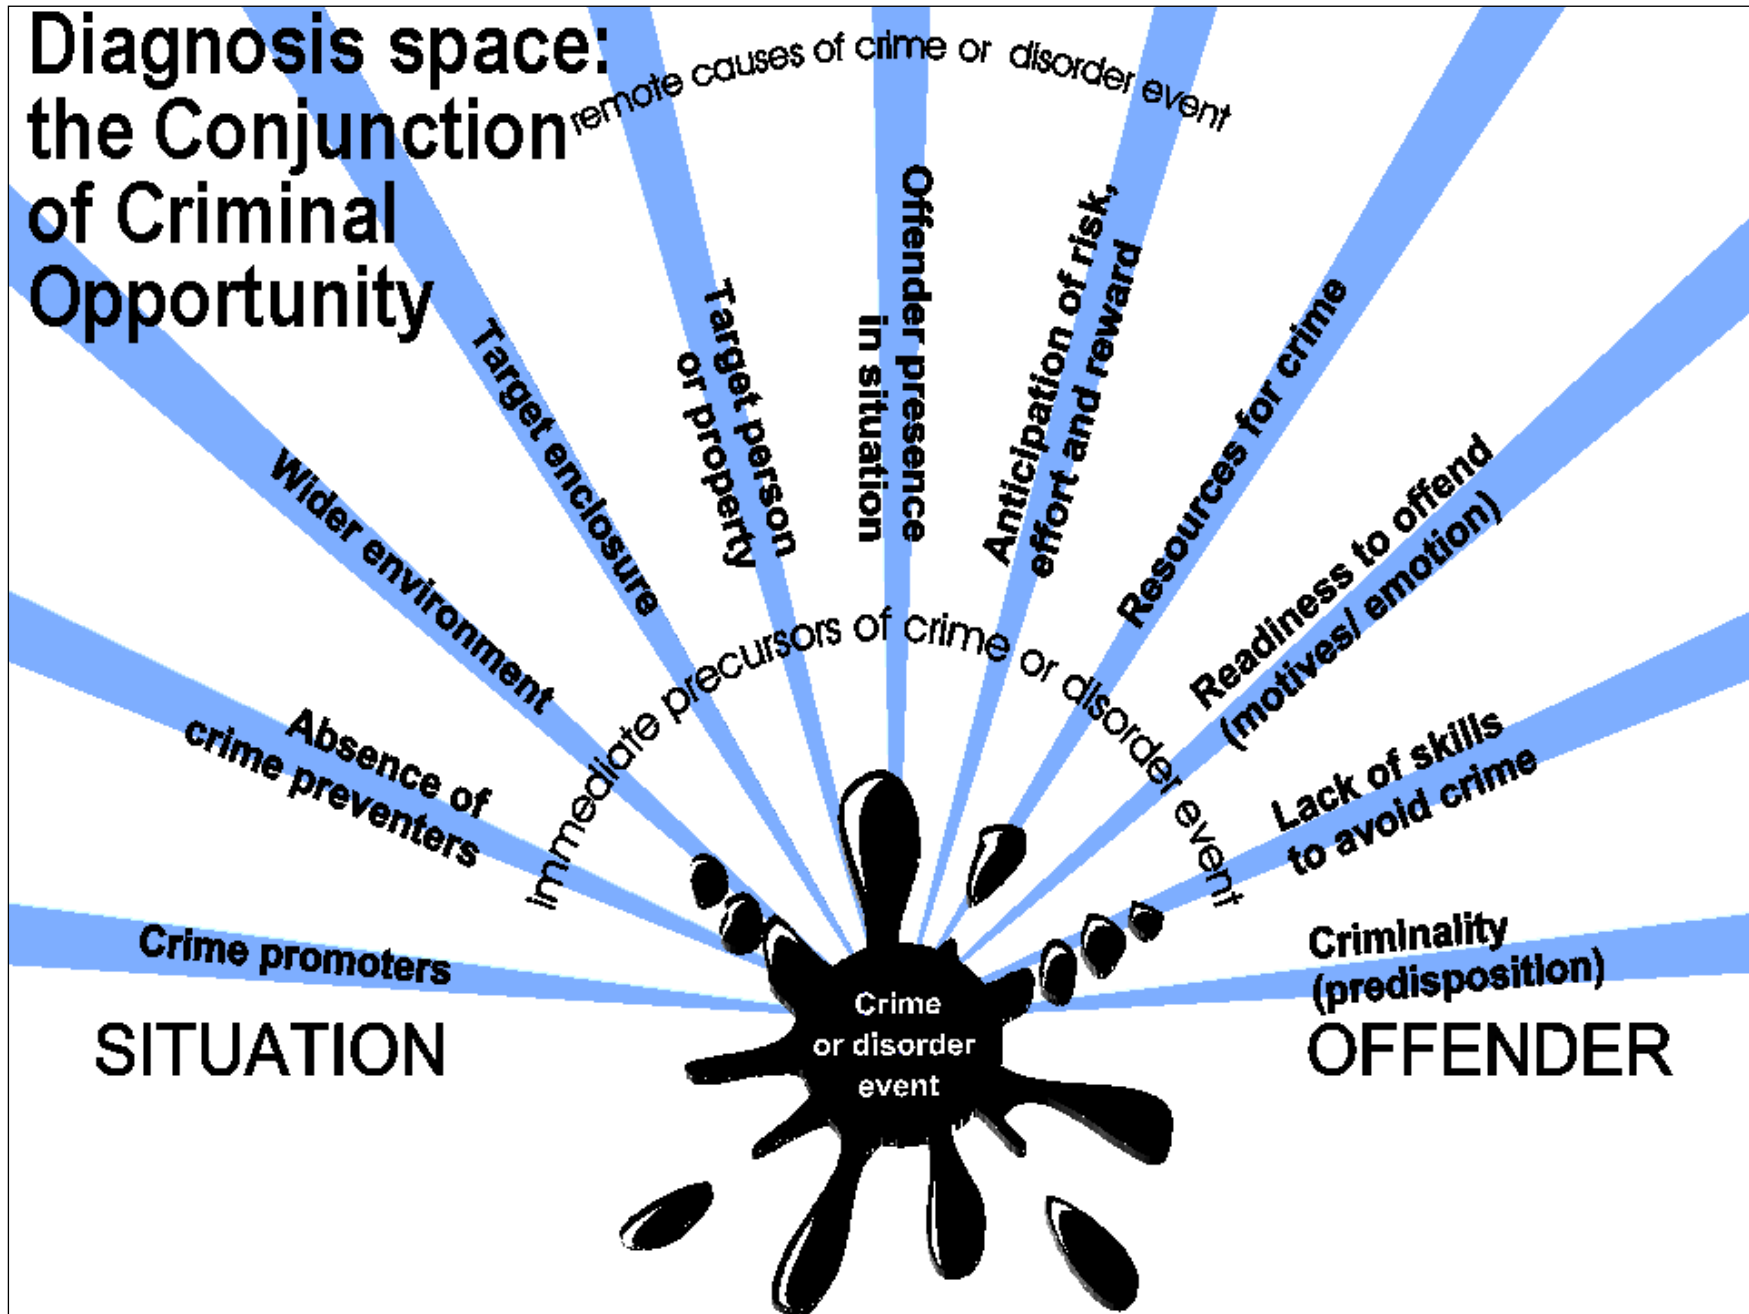 Diagnosis space:
the Conjunction
of Criminal
Opportunity
remote causes of crime or disorder event
Crime promoters
Absence of
crime preventers
Wider environment
Target enclosure
Target person
or property
Offender presence
in situation
Anticipation of risk,
effort and reward
Resources for crime
Readiness to offend
(motives/ emotion)
Lack of skills
to avoid crime
Criminality
(predisposition)
immediate precursors of crime or disorder event
SITUATION
Crime
or disorder
event
OFFENDER